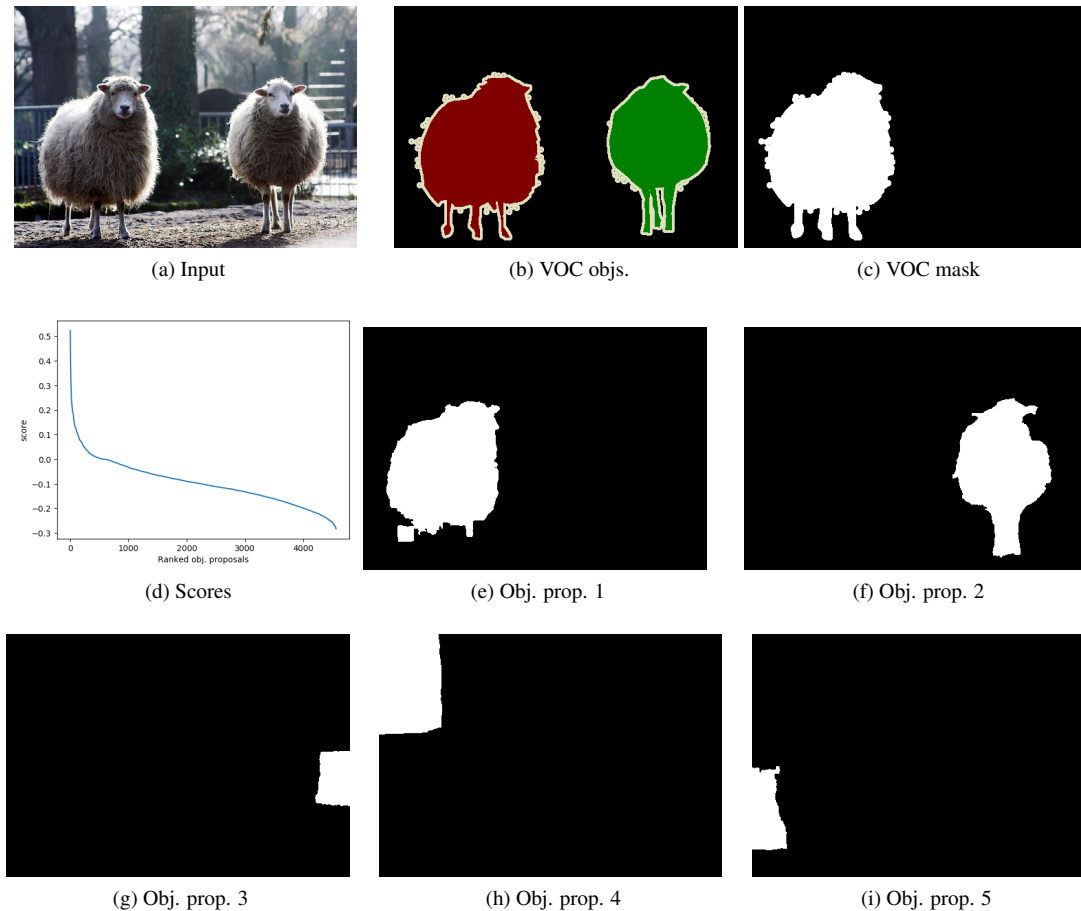 (a) Input
(b) VOC objs.
(c) VOC mask
0.5
0.4
0.3
0.2
0.1
0.0
−0.1
−0.2
−0.3
score
0 1000 2000 3000 4000
Ranked obj. proposals
(d) Scores
(e) Obj. prop. 1
(f) Obj. prop. 2
(g) Obj. prop. 3
(h) Obj. prop. 4
(i) Obj. prop. 5